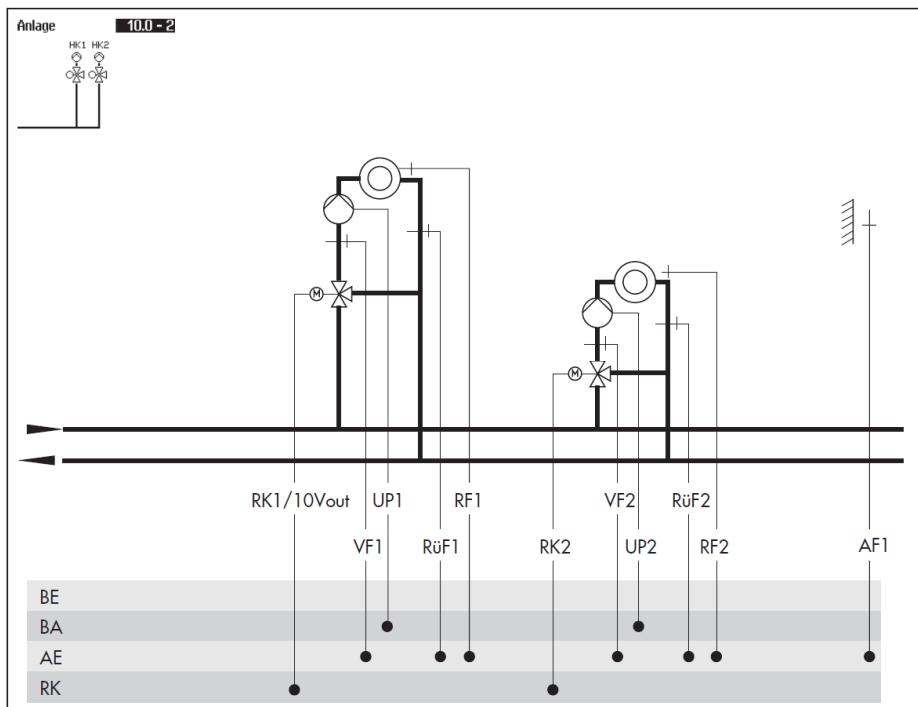 Anlage 10.0 - 2
HK1 HK2
M
M
RK1/10Vout UP1 RF1 VF2 RüF2
VF1 RüF1 RK2 UP2 RF2 AF1
BE
BA
AE
RK